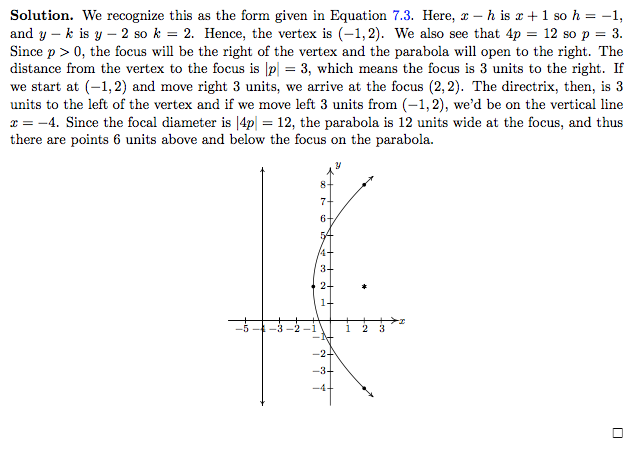 Solution. We recognize this as the form given in Equation 7.3. Here, x − h is x + 1 so h = −1,
and y − k is y − 2 so k = 2. Hence, the vertex is (−1, 2). We also see that 4p = 12 so p = 3.
Since p > 0, the focus will be the right of the vertex and the parabola will open to the right. The
distance from the vertex to the focus is |p| = 3, which means the focus is 3 units to the right. If
we start at (−1, 2) and move right 3 units, we arrive at the focus (2, 2). The directrix, then, is 3
units to the left of the vertex and if we move left 3 units from (−1, 2), we'd be on the vertical line
x = −4. Since the focal diameter is |4p| = 12, the parabola is 12 units wide at the focus, and thus
there are points 6 units above and below the focus on the parabola.
y
8
7
6
5
4
3
2
1
−5 −4 −3 −2 −1 1 2 3 x
−1
−2
−3
−4